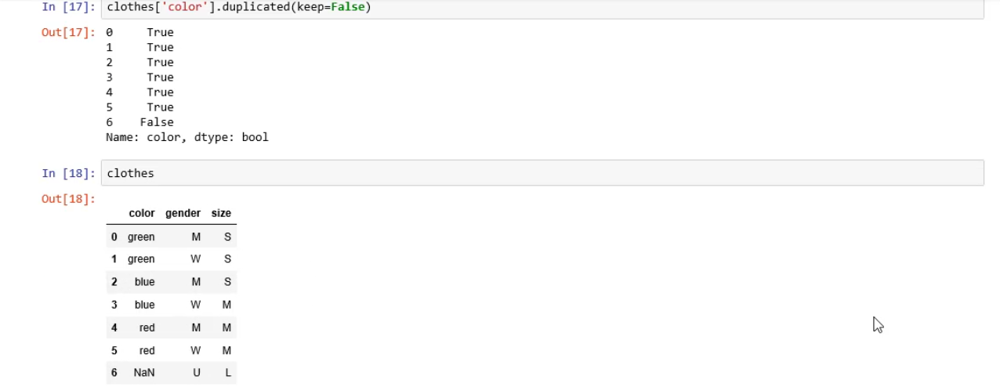 In [17]: clothes['color'].duplicated(keep=False)
Out[17]: 0 True
1 True
2 True
3 True
4 True
5 True
6 False
Name: color, dtype: bool
In [18]: clothes
Out[18]:
color gender size
0 green M S
1 green W S
2 blue M S
3 blue W M
4 red M M
5 red W M
6 NaN U L